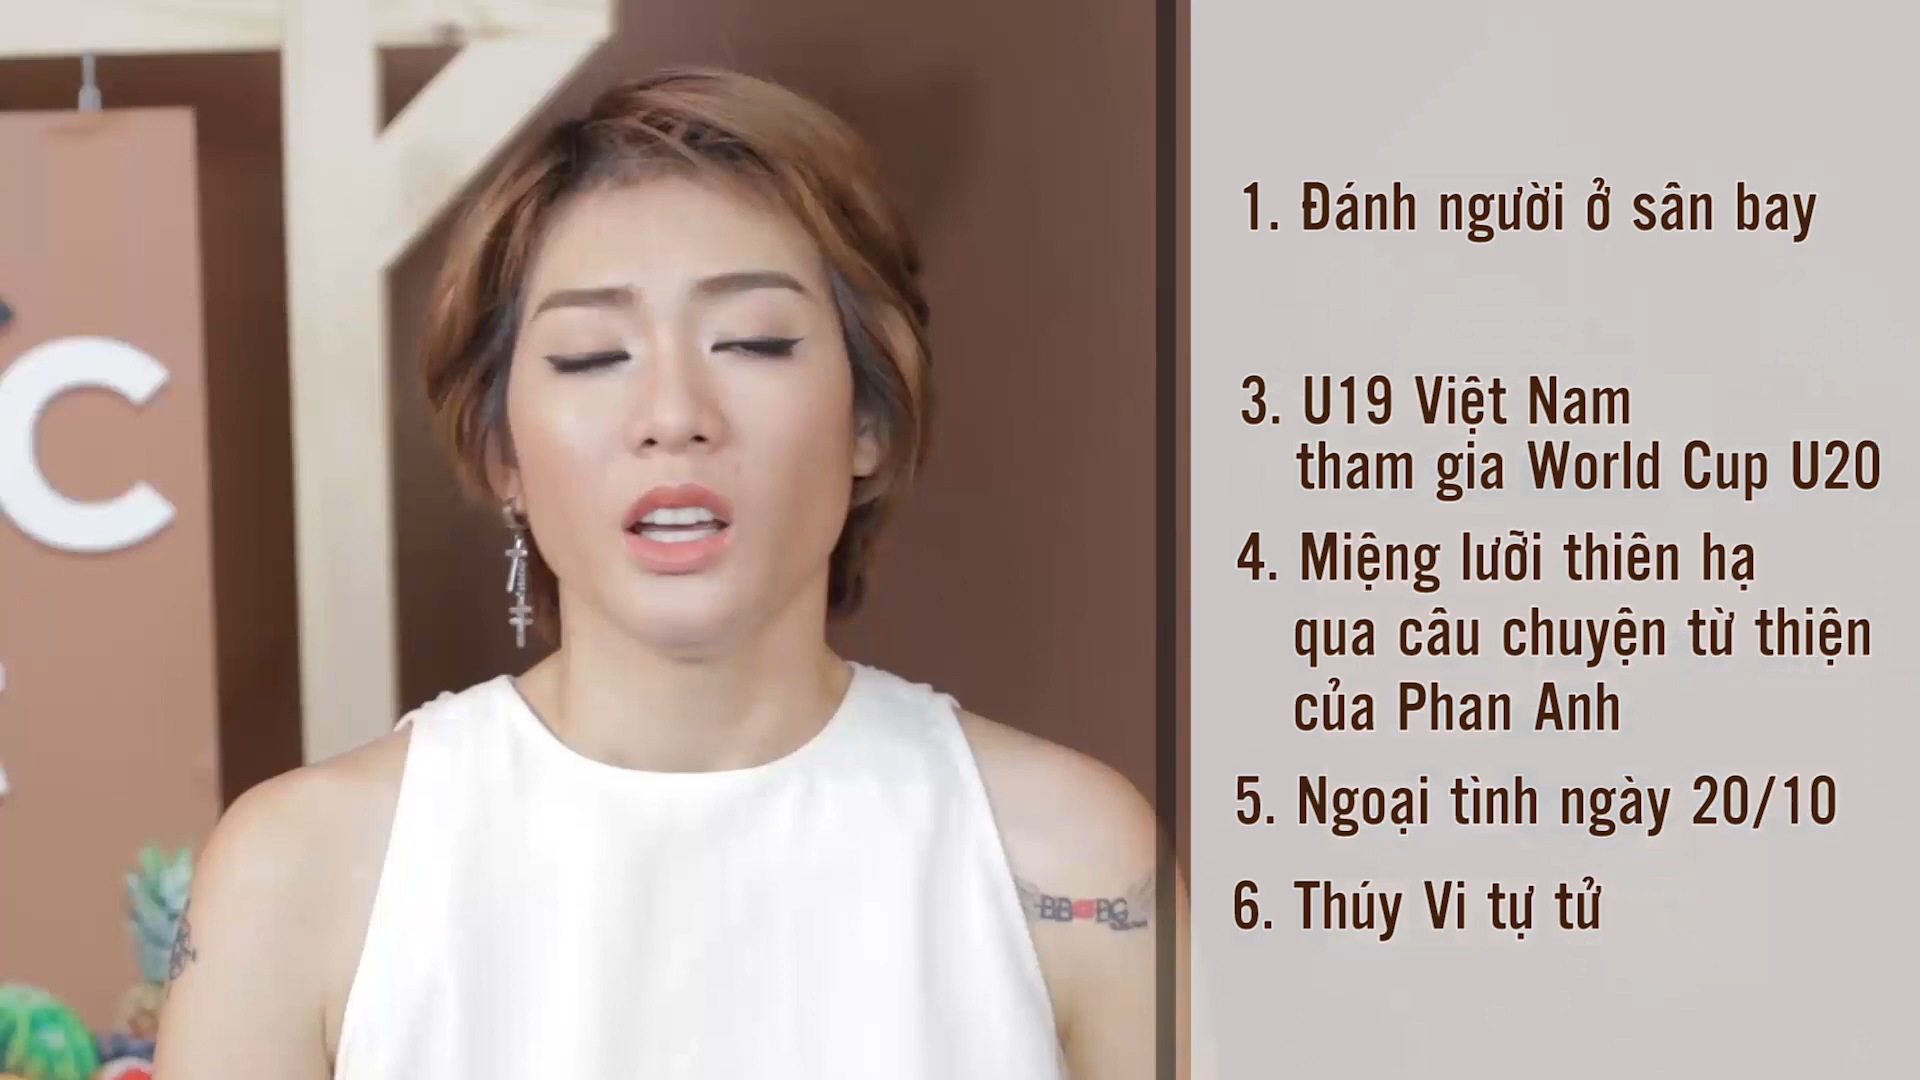 C
1. Đánh người ở sân bay
3. U19 Việt Nam
tham gia World Cup U20
4. Miệng lưỡi thiên hạ
qua câu chuyện từ thiện
của Phan Anh
5. Ngoại tình ngày 20/10
6. Thúy Vi tự tử